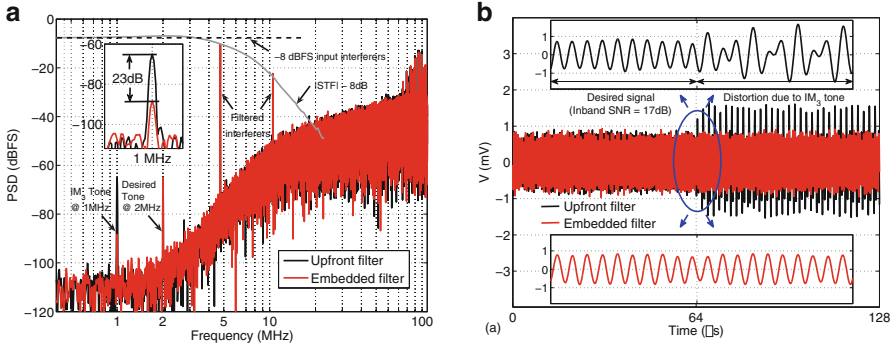 a
0
−20
−40
−60
−80
−100
−120
PSD (dBFS)
−60
−80
−100
23dB
1 MHz
−8 dBFS input interferers
|STF| − 8dB
Filtered
interferers
IM Tone
@ 1MHz
Desired
Tone
@ 2MHz
Upfront filter
Embedded filter
1
2
5
10
100
Frequency (MHz)
b
3
2
1
0
−1
−2
−3
V (mV)
1
0
−1
Desired signal
(Inband SNR = 17dB)
Distortion due to IM3 tone
Upfront filter
Embedded filter
1
0
−1
(a)
0
64
128
Time (□s)